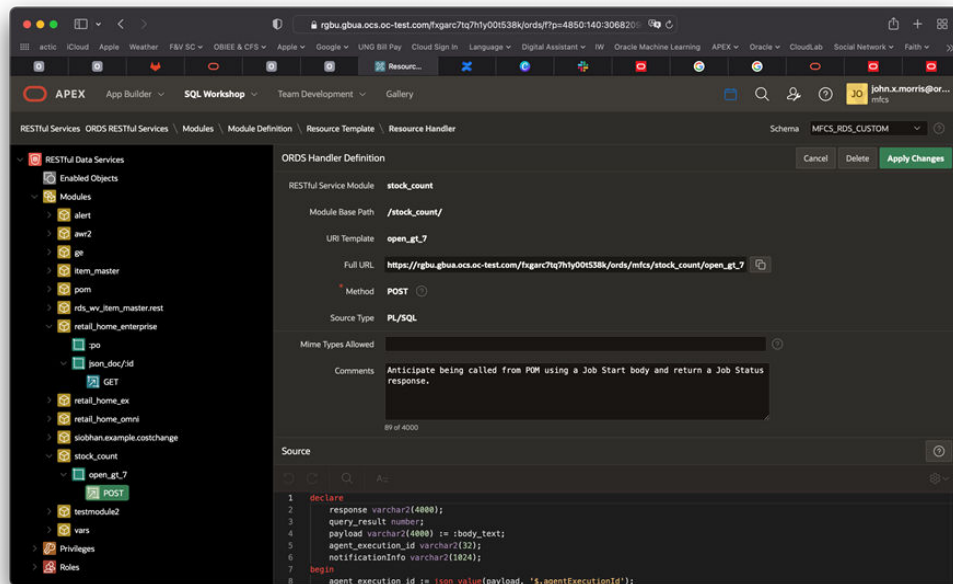 rgbu.gbua.ocs.oc-test.com/fxgarc7tq7h1y00t538k/ords/f?p=4850:140:3068206
actic iCloud Apple Weather F&V SC OBIEE & CFS Apple Google UNG Bill Pay Cloud Sign In Language Digital Assistant IW Oracle Machine Learning APEX Oracle CloudLab Social Network Faith
Resourc...
APEX App Builder SQL Workshop Team Development Gallery
JO john.x.morris@or...
mfcs
RESTful Services ORDS RESTful Services \ Modules \ Module Definition \ Resource Template \ Resource Handler
Schema MFCS_RDS_CUSTOM
RESTful Data Services
Enabled Objects
Modules
alert
awr2
ge
item_master
pom
rds_wv_item_master.rest
retail_home_enterprise
:po
json_doc/:id
GET
retail_home_ex
retail_home_omni
siobhan.example.costchange
stock_count
open_gt_7
POST
testmodule2
vars
Privileges
Roles
ORDS Handler Definition
Cancel Delete Apply Changes
RESTful Service Module stock_count
Module Base Path /stock_count/
URI Template open_gt_7
Full URL https://rgbu.gbua.ocs.oc-test.com/fxgarc7tq7h1y00t538k/ords/mfcs/stock_count/open_gt_7
* Method POST
Source Type PL/SQL
Mime Types Allowed
Comments Anticipate being called from POM using a Job Start body and return a Job Status
response.
89 of 4000
Source
1 declare
2 response varchar2(4000);
3 query_result number;
4 payload varchar2(4000) := :body_text;
5 agent_execution_id varchar2(32);
6 notificationInfo varchar2(1024);
7 begin
8 agent_execution_id := json_value(payload, '$.agentExecutionId');